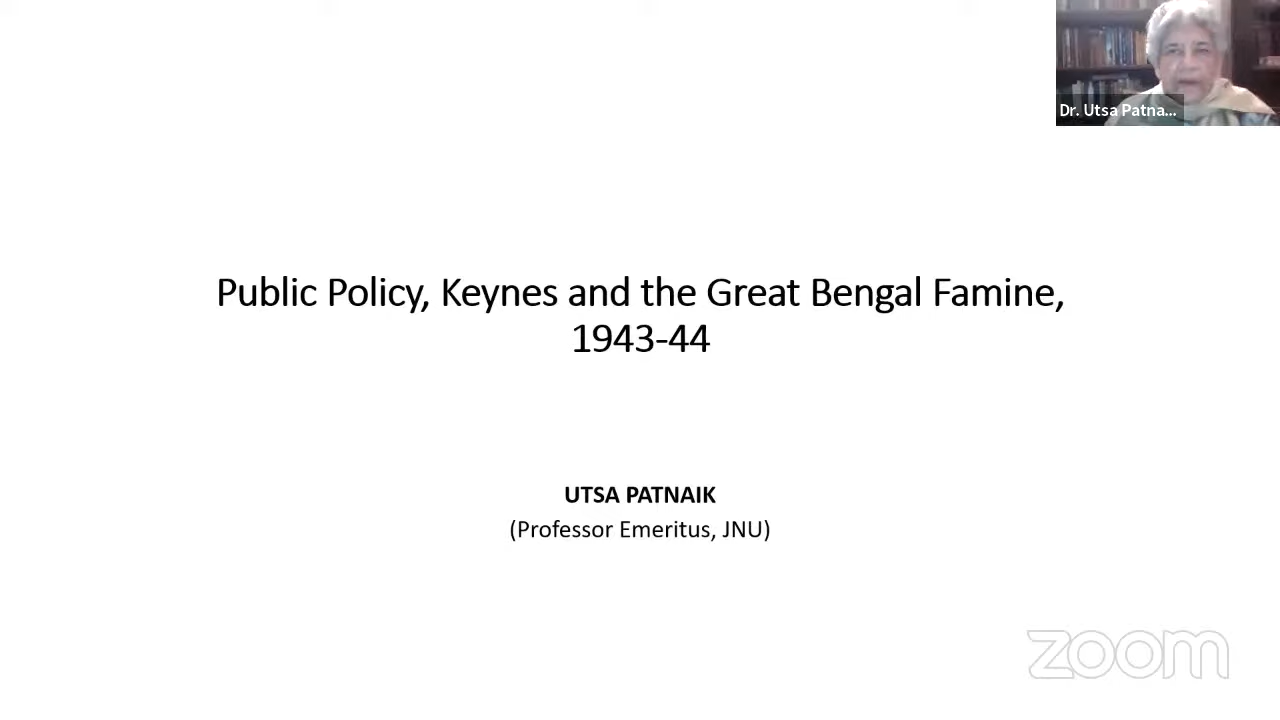 Dr. Utsa Patna...
Public Policy, Keynes and the Great Bengal Famine,
1943-44
UTSA PATNAIK
(Professor Emeritus, JNU)
zoom